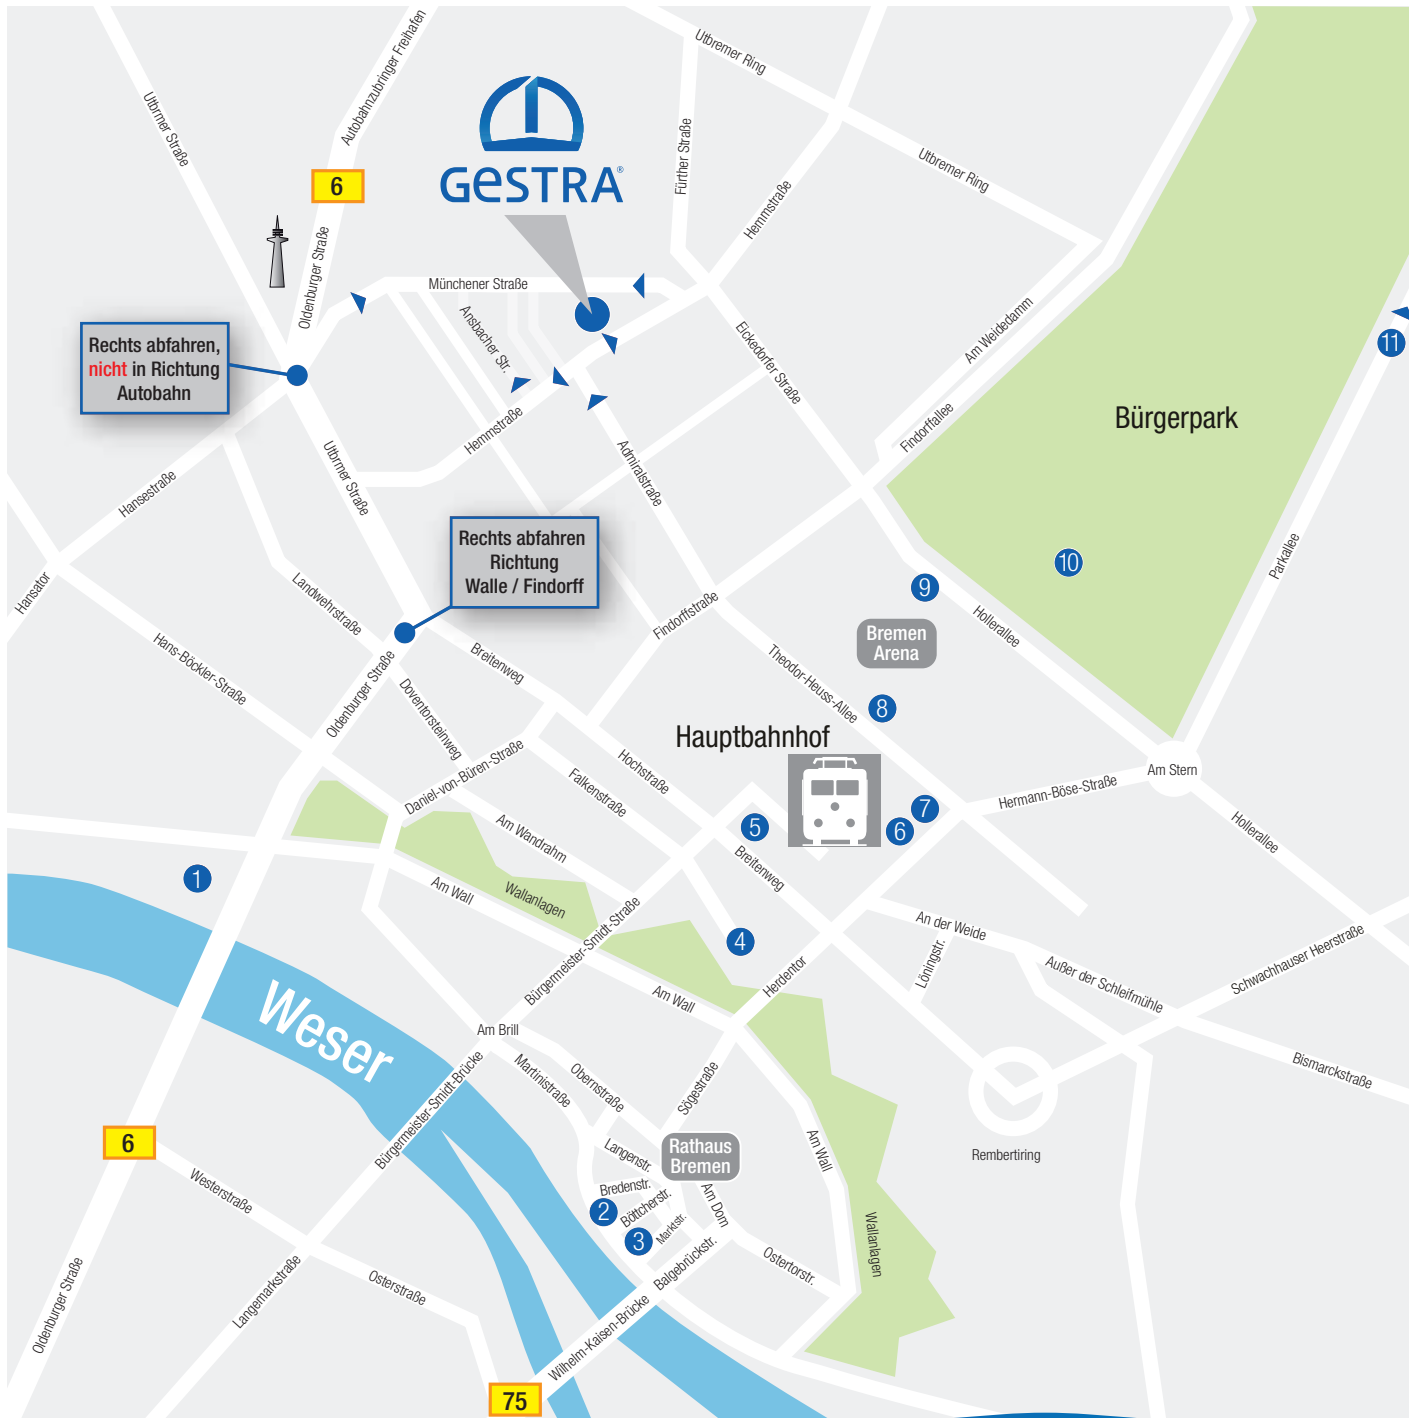 Utbremer Ring
Autobahnzubringer Freihafen
Utbrmer Straße
Fürther Straße
Utbremer Ring
6
GESTRA®
Hemmstraße
Oldenburger Straße
Münchener Straße
Ansbacher Str.
Eickedorfer Straße
Am Weidedamm
Rechts abfahren,
nicht in Richtung
Autobahn
11
Bürgerpark
Hemmstraße
Findorffallee
Utbrmer Straße
Admiralstraße
Hansestraße
Rechts abfahren
Richtung
Walle / Findorff
Parkallee
10
9
Hansator
Landwehrstraße
Findorffstraße
Hollerallee
Bremen
Arena
Hans-Böckler-Straße
Breitenweg
Theodor-Heuss-Allee
Oldenburger Straße
Doventorsteinweg
8
Hauptbahnhof
Hochstraße
Am Stern
Daniel-von-Büren-Straße
Falkenstraße
Hermann-Böse-Straße
7
6
5
Hollerallee
Am Wandrahm
Breitenweg
1
Am Wall
Wallanlagen
Bürgermeister-Smidt-Straße
4
An der Weide
Löningstr.
Schwachhauser Heerstraße
Herdentor
Außer der Schleifmühle
Am Wall
Weser
Am Brill
Bismarckstraße
Martinistraße
Obernstraße
Sögestraße
Bürgermeister-Smidt-Brücke
6
Langenstr.
Rathaus
Bremen
Am Wall
Rembertiring
Westerstraße
Bredenstr.
Böttcherstr.
Am Dom
2
3
Marktstr.
Wallanlagen
Balgebrückstr.
Ostertorstr.
Langemarkstraße
Osterstraße
Oldenburger Straße
Wilhelm-Kaisen-Brücke
75